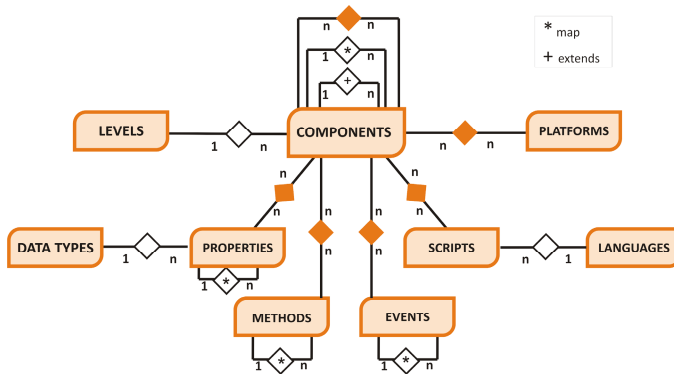 n n
* map
1 * n
+ extends
+
1 n
LEVELS
COMPONENTS
PLATFORMS
1 n
n n
n
n
n
n
n
n
n
n
DATA TYPES
PROPERTIES
SCRIPTS
LANGUAGES
1 n
n 1
1 * n
METHODS
EVENTS
1 * n
1 * n